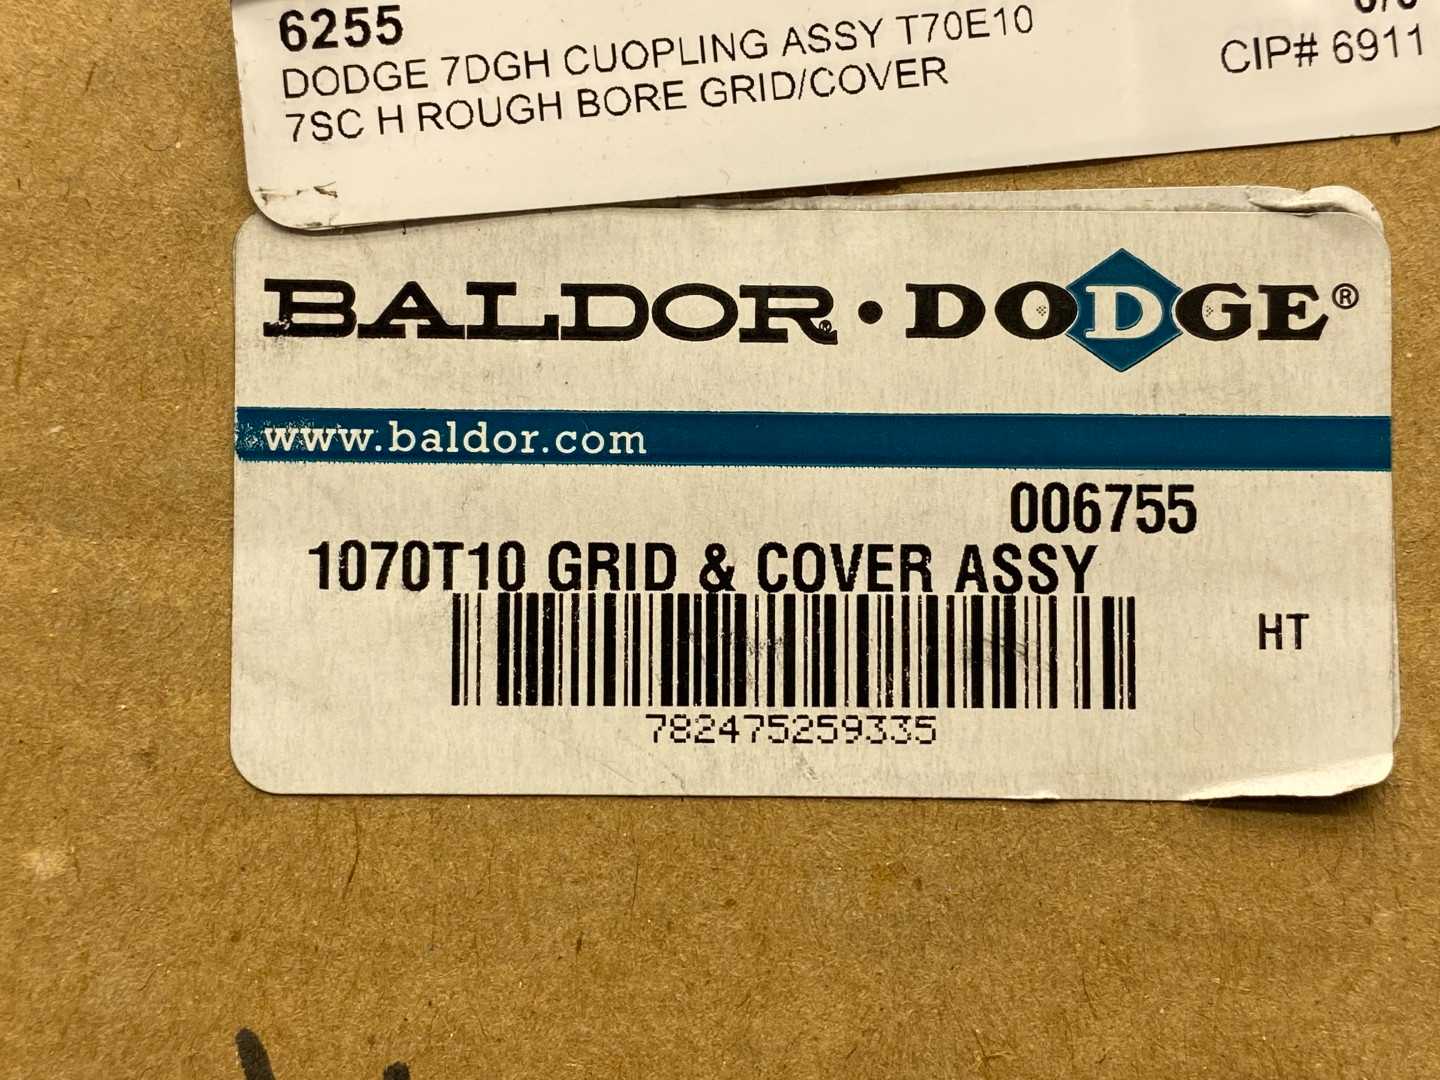 6255
DODGE 7DGH CUOPLING ASSY T70E10
7SC H ROUGH BORE GRID/COVER
CIP# 6911
BALDOR® • DODGE®
www.baldor.com
006755
1070T10 GRID & COVER ASSY
HT
782475259335